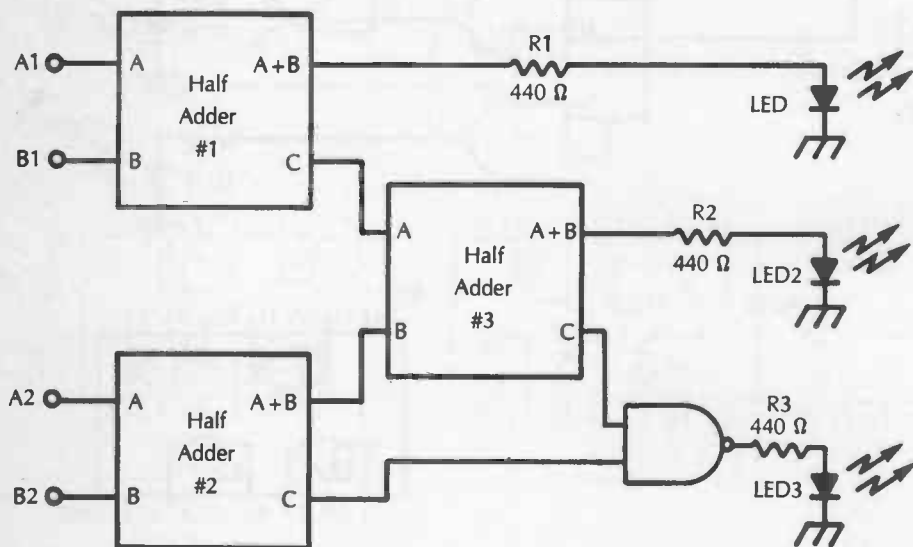 A1
A
A+B
Half
Adder
#1
B1
B
C
R1
440 Ω
LED
A
A+B
Half
Adder
#3
B
C
R2
440 Ω
LED2
A2
A
A+B
Half
Adder
#2
B2
B
C
R3
440 Ω
LED3